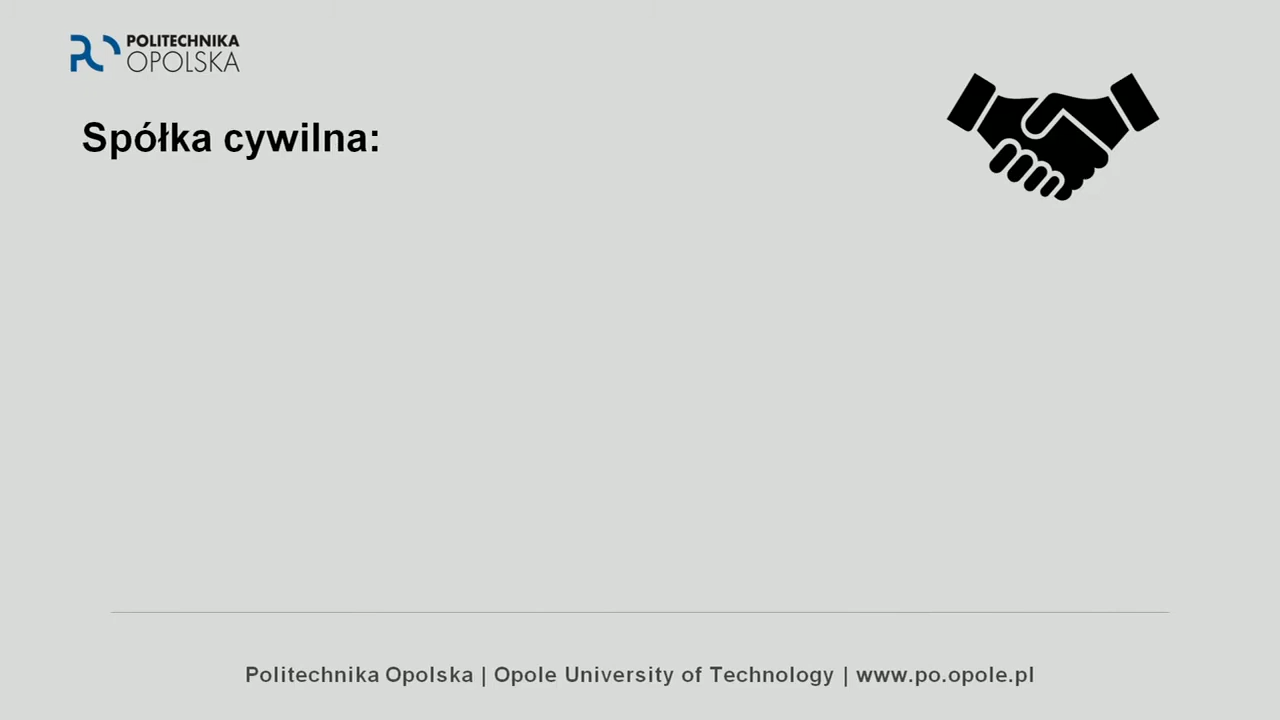 POLITECHNIKA
OPOLSKA
Spółka cywilna:
Politechnika Opolska | Opole University of Technology | www.po.opole.pl